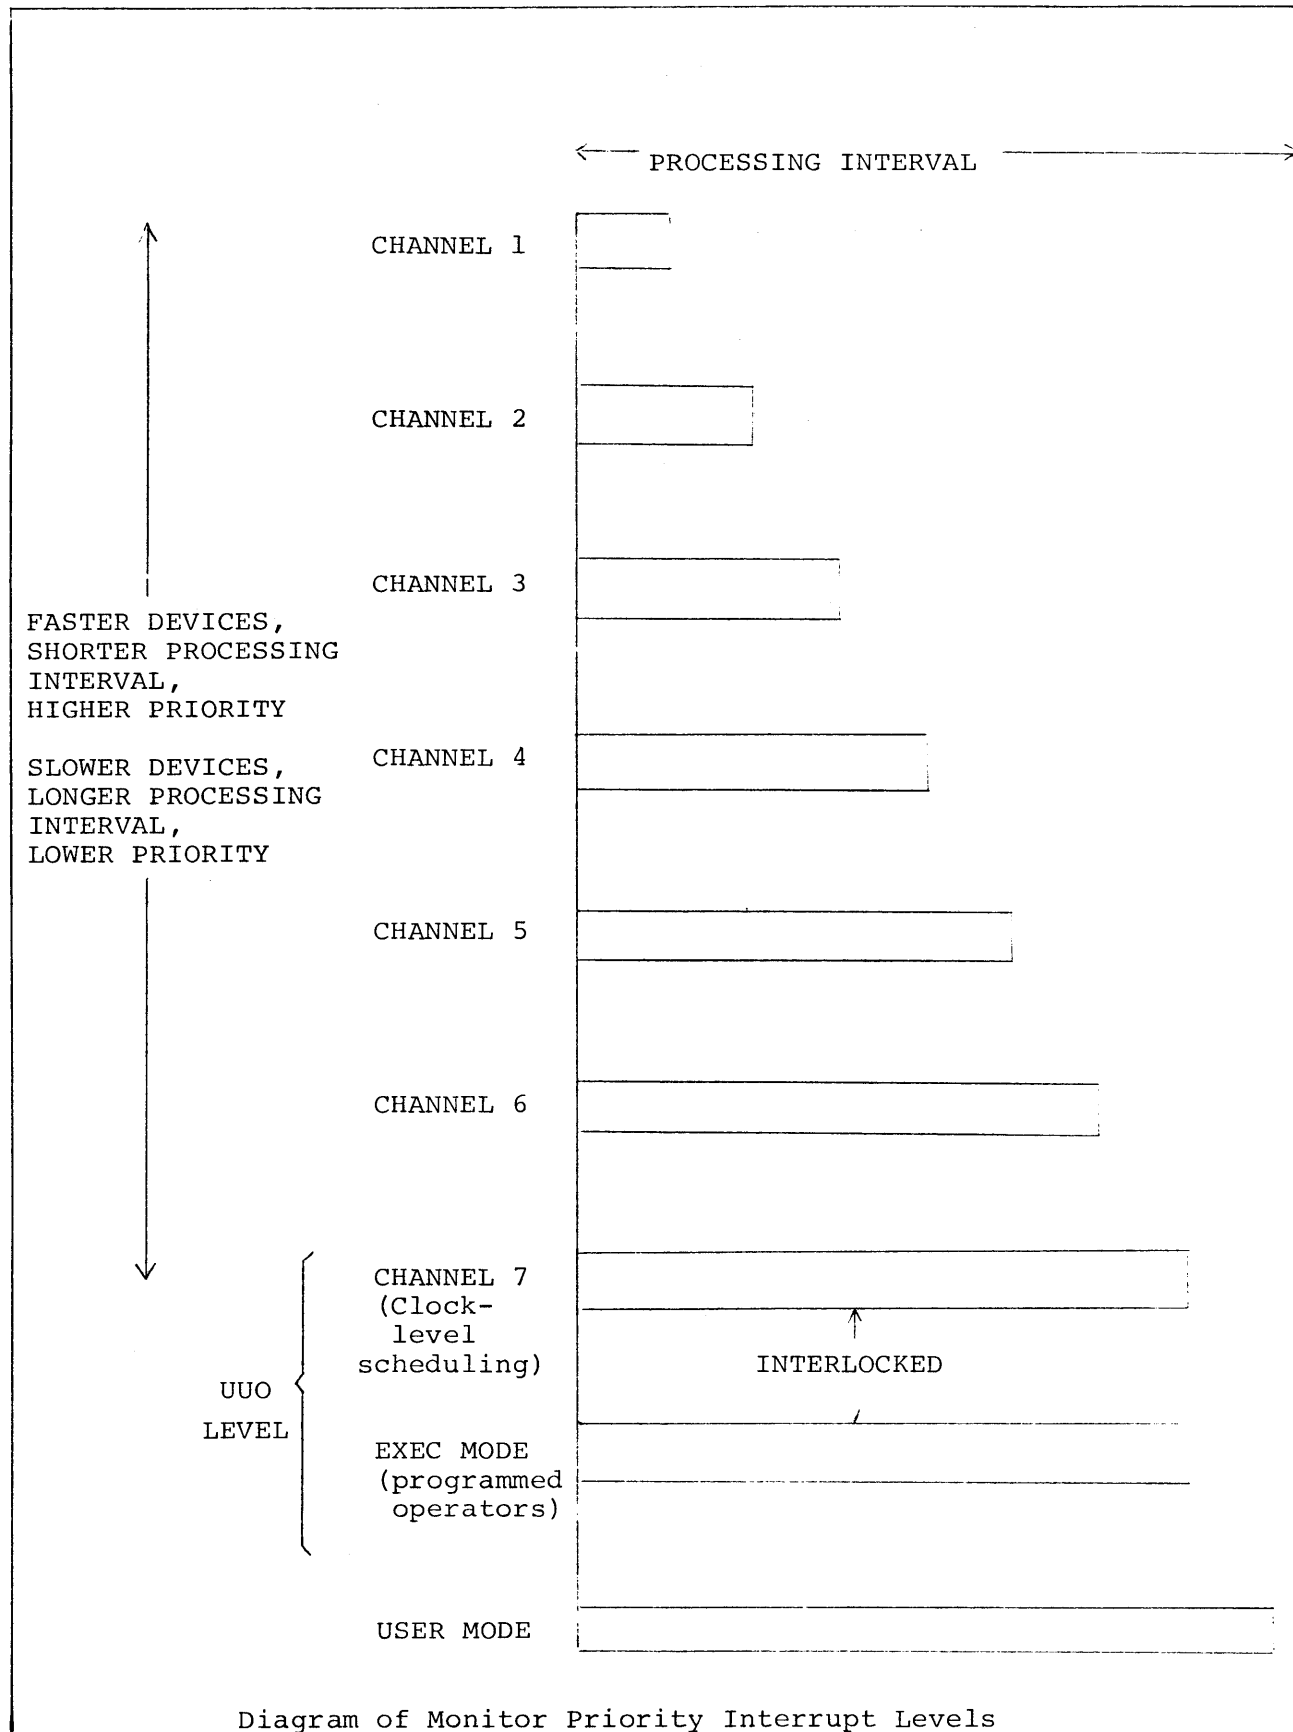 PROCESSING INTERVAL
CHANNEL 1
CHANNEL 2
CHANNEL 3
FASTER DEVICES,
SHORTER PROCESSING
INTERVAL,
HIGHER PRIORITY
SLOWER DEVICES,
LONGER PROCESSING
INTERVAL,
LOWER PRIORITY
CHANNEL 4
CHANNEL 5
CHANNEL 6
CHANNEL 7
(Clock-
level
scheduling)
INTERLOCKED
UUO
LEVEL
EXEC MODE
(programmed
operators)
USER MODE
Diagram of Monitor Priority Interrupt Levels